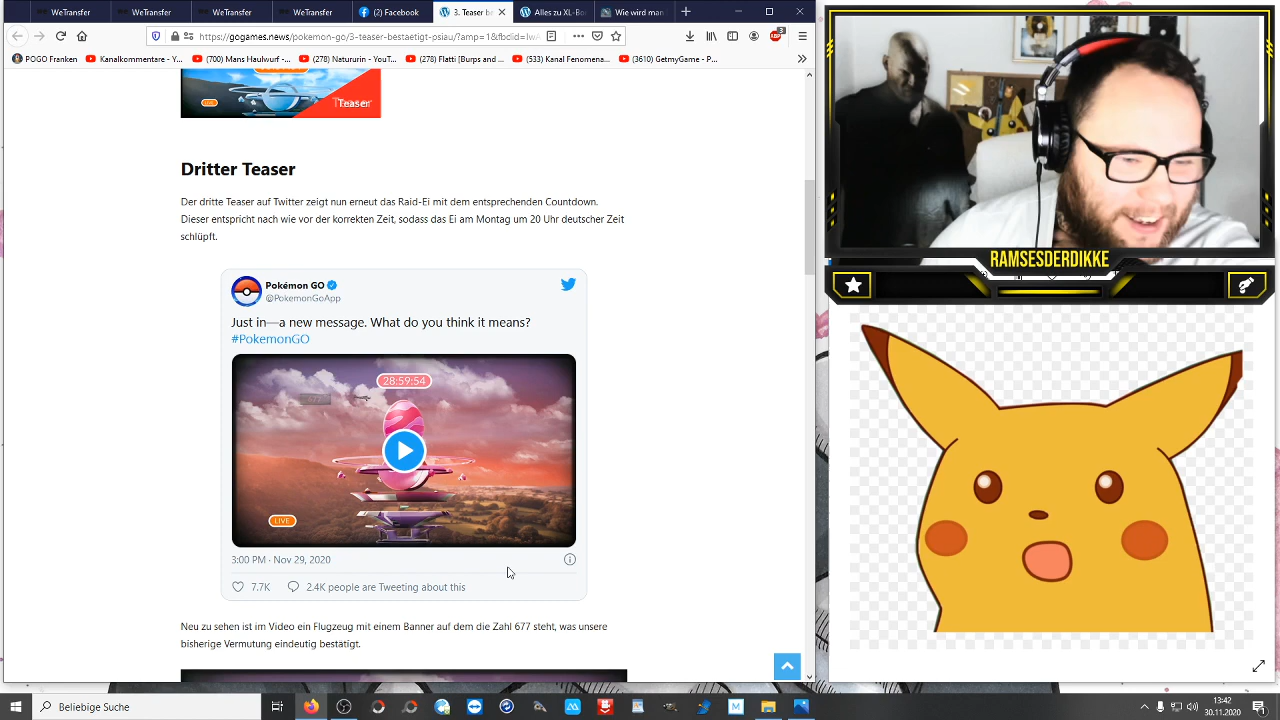 WeTransfer
WeTransfer
WeTransfer
WeTransfer
(2) Facebook
3. Teaser be
Alles zu XL-Bo
Wie wird man
https://gogames.news/pokemon-go/3-teaser-bestatigt-psiau/?amp=1&fbclid=IwA
3
POGO Franken
Kanalkommentare - Y...
(700) Mans Haulwurf -...
(278) Natururin - YouT...
(278) Flatti (Burps and ...
(533) Kanal Fenomena...
(3610) GetmyGame - P...
LIVE
Teaser
Dritter Teaser
Der dritte Teaser auf Twitter zeigt nun erneut das Raid-Ei mit dem entsprechenden Countdown.
Dieser entspricht nach wie vor der korrekten Zeit, sodass das Ei am Montag um 20 Uhr deutscher Zeit
schlüpft.
Pokémon GO
@PokemonGoApp
Just in—a new message. What do you think it means?
#PokemonGO
28:59:54
LIVE
3:00 PM · Nov 29, 2020
7.7K
2.4K people are Tweeting about this
Neu zu sehen ist im Video ein Flugzeug mit einem Banner auf dem die Zahl 677 steht, was unsere
bisherige Vermutung eindeutig bestätigt.
RAMSESDERDIKKE
Beliebige Suche
13:42
30.11.2020
1